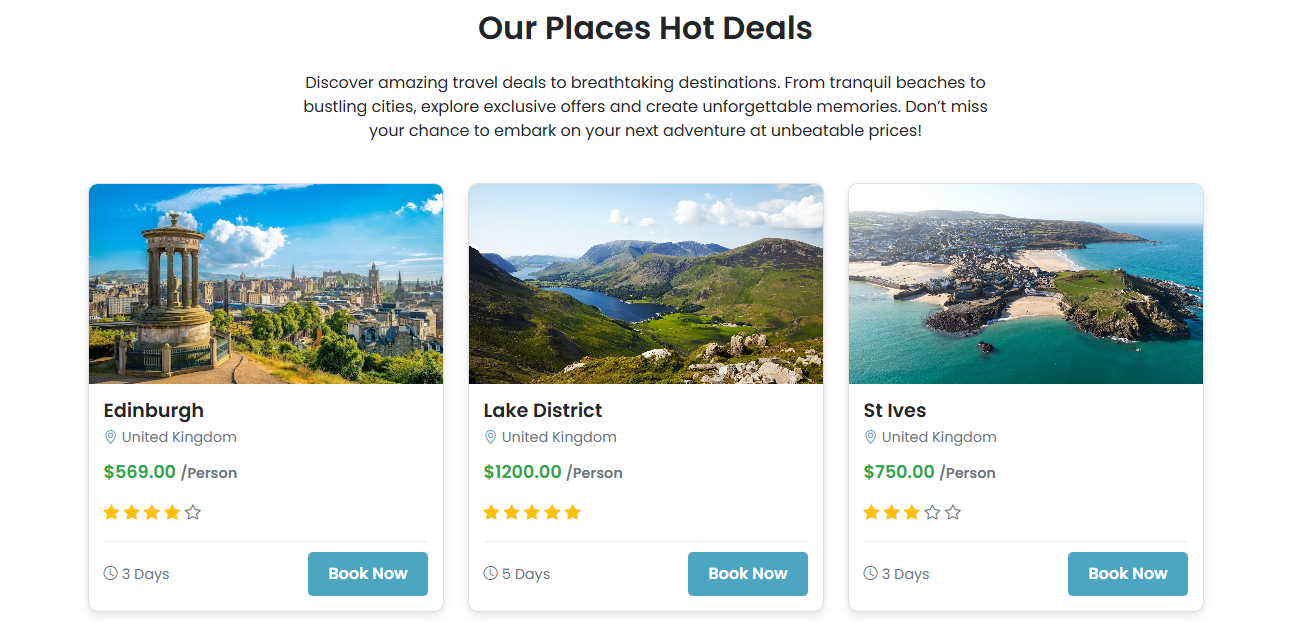 Our Places Hot Deals
Discover amazing travel deals to breathtaking destinations. From tranquil beaches to
bustling cities, explore exclusive offers and create unforgettable memories. Don’t miss
your chance to embark on your next adventure at unbeatable prices!
Edinburgh
United Kingdom
$569.00 /Person
3 Days
Book Now
Lake District
United Kingdom
$1200.00 /Person
5 Days
Book Now
St Ives
United Kingdom
$750.00 /Person
3 Days
Book Now